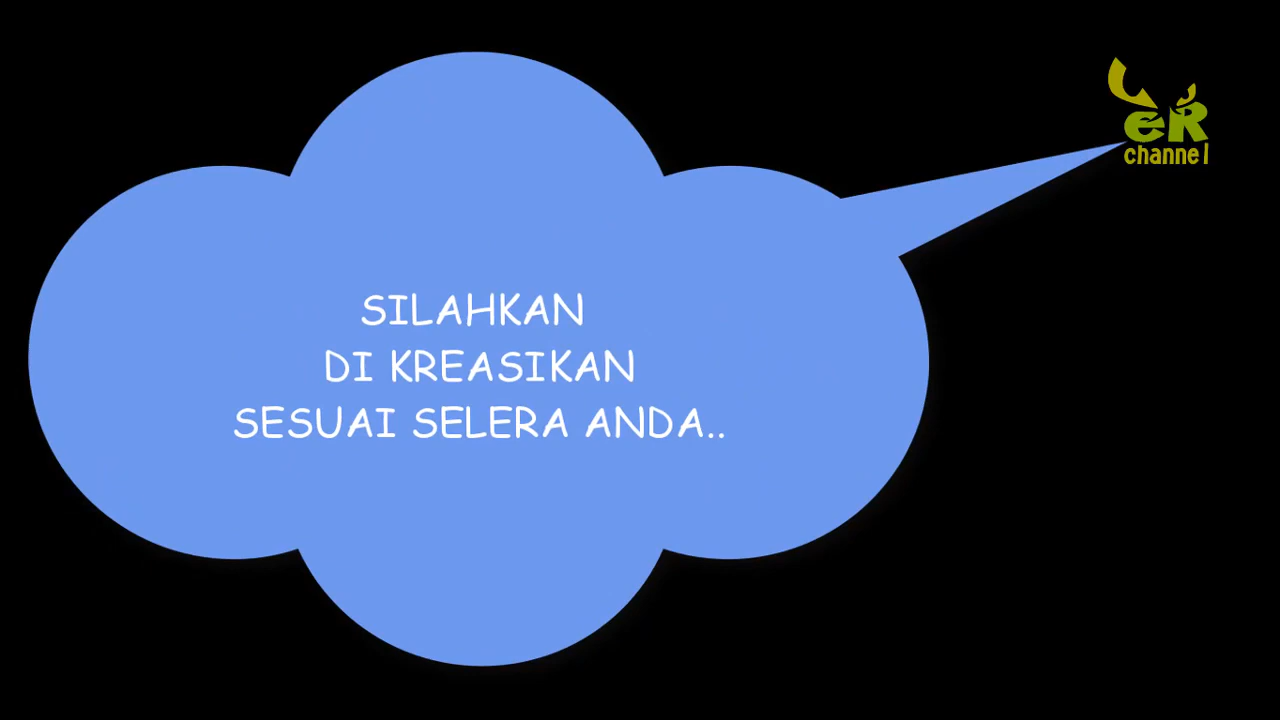 eR
channel
SILAHKAN
DI KREASIKAN
SESUAI SELERA ANDA..